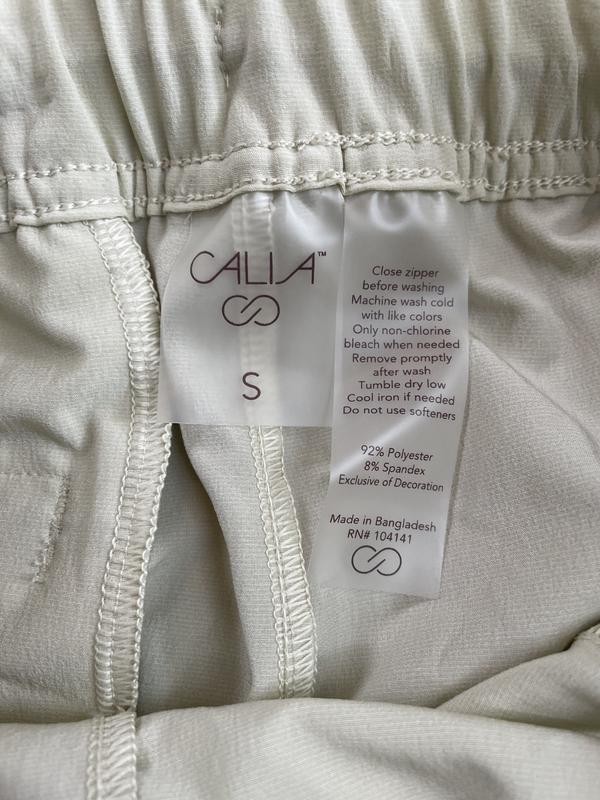 CALIA™
S
Close zipper
before washing
Machine wash cold
with like colors
Only non-chlorine
bleach when needed
Remove promptly
after wash
Tumble dry low
Cool iron if needed
Do not use softeners
92% Polyester
8% Spandex
Exclusive of Decoration
Made in Bangladesh
RN# 104141